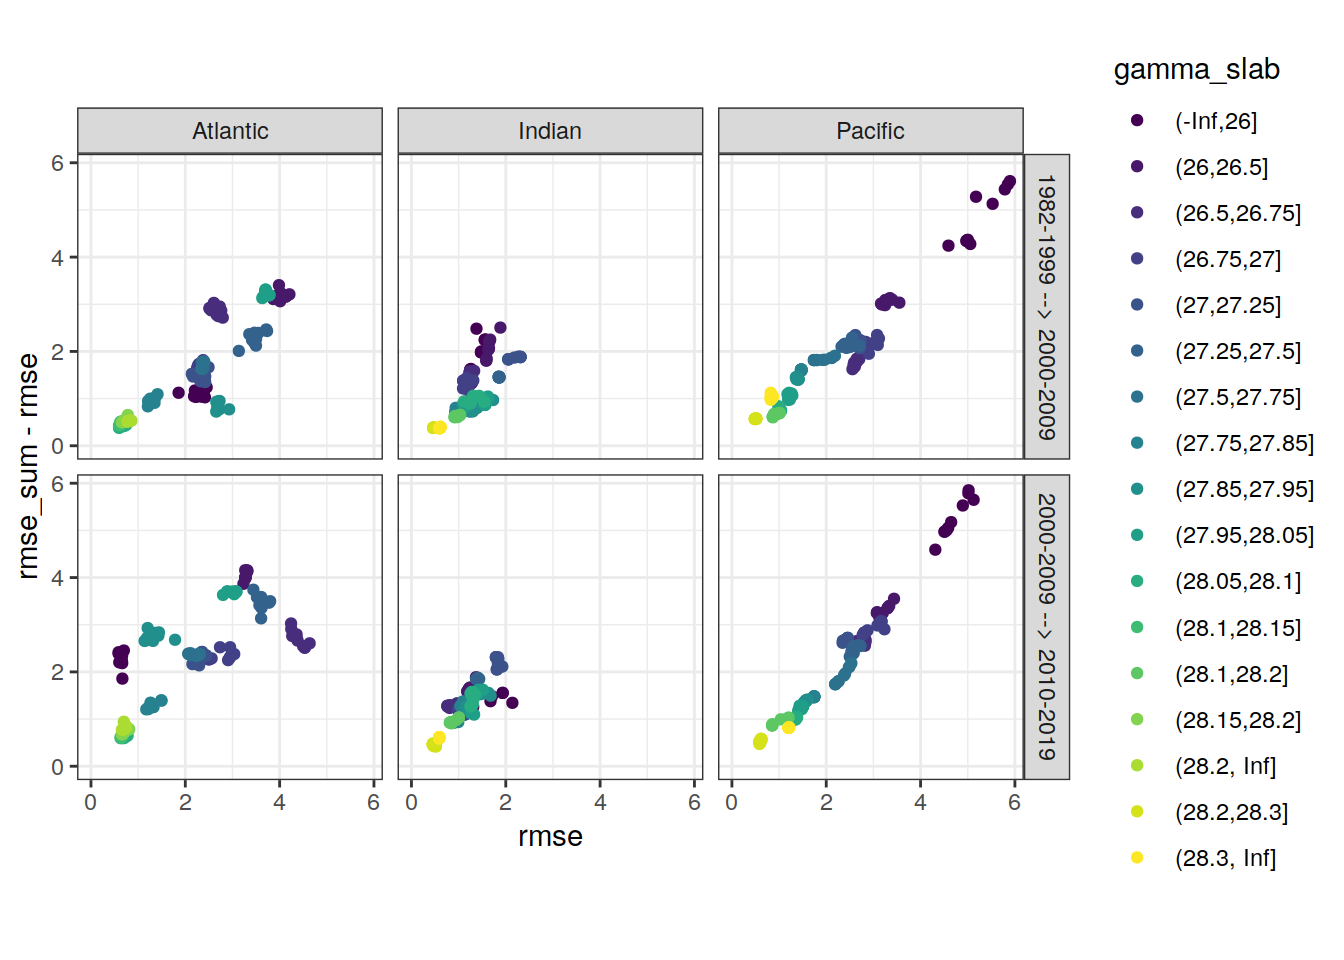 gamma_slab
Atlantic
Indian
Pacific
1982-1999 --> 2000-2009
2000-2009 --> 2010-2019
6
4
2
0
6
4
2
0
rmse_sum - rmse
0 2 4 6
0 2 4 6
0 2 4 6
rmse
(-Inf,26]
(26,26.5]
(26.5,26.75]
(26.75,27]
(27,27.25]
(27.25,27.5]
(27.5,27.75]
(27.75,27.85]
(27.85,27.95]
(27.95,28.05]
(28.05,28.1]
(28.1,28.15]
(28.1,28.2]
(28.15,28.2]
(28.2, Inf]
(28.2,28.3]
(28.3, Inf]